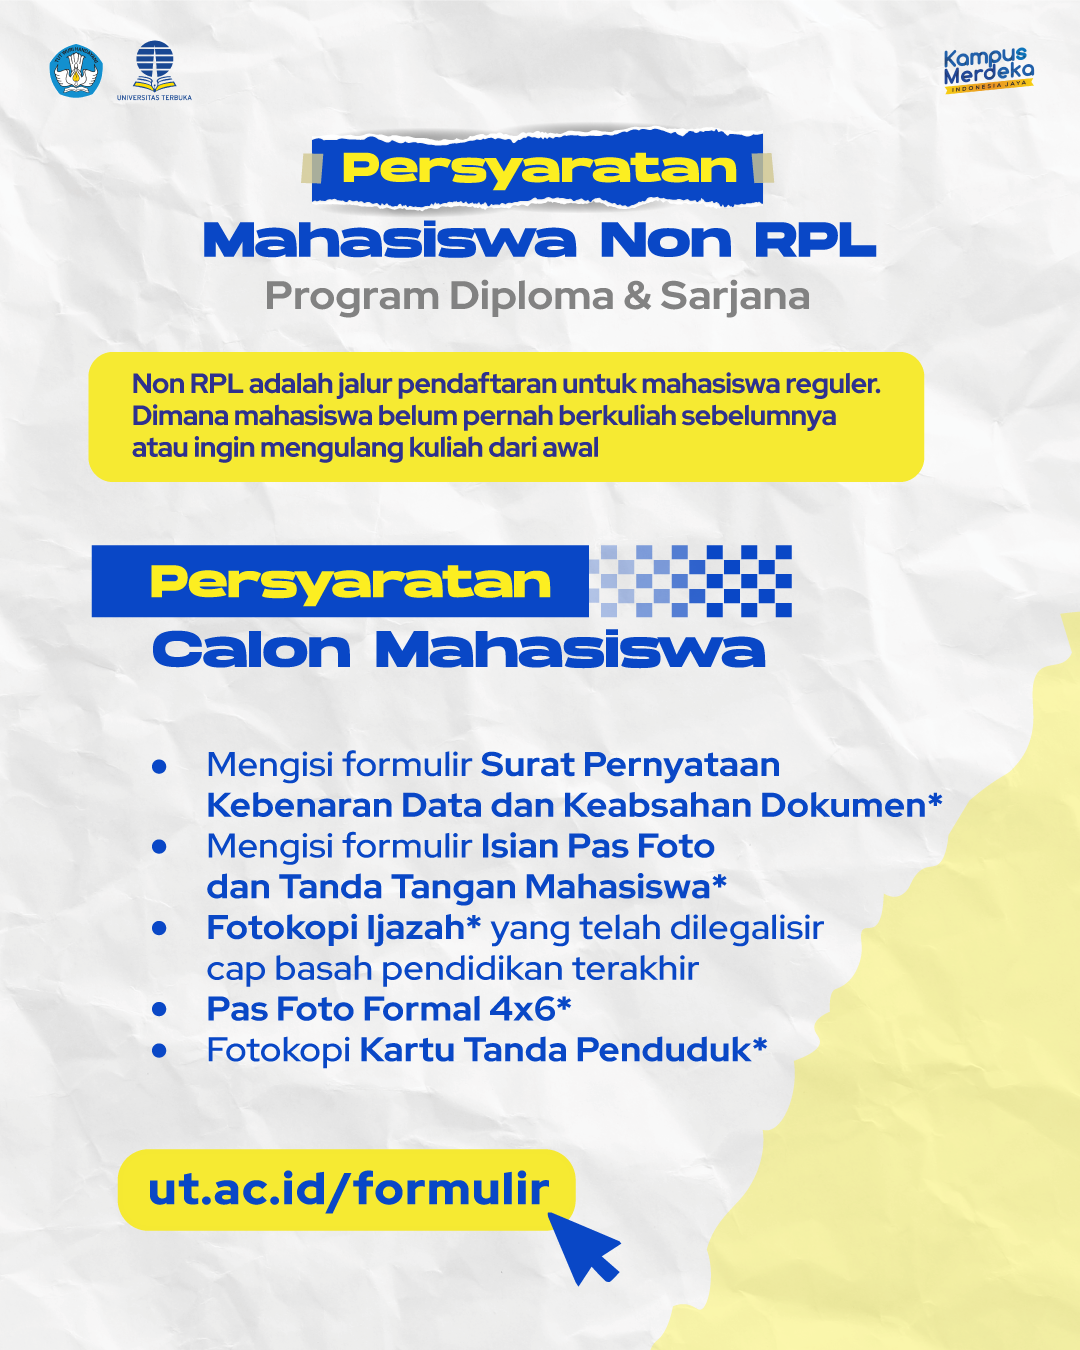 TUT WURI HANDAYANI
UNIVERSITAS TERBUKA
Kampus
Merdeka
INDONESIA JAYA
Persyaratan
Mahasiswa Non RPL
Program Diploma & Sarjana
Non RPL adalah jalur pendaftaran untuk mahasiswa reguler.
Dimana mahasiswa belum pernah berkuliah sebelumnya
atau ingin mengulang kuliah dari awal
Persyaratan
Calon Mahasiswa
• Mengisi formulir Surat Pernyataan
Kebenaran Data dan Keabsahan Dokumen*
• Mengisi formulir Isian Pas Foto
dan Tanda Tangan Mahasiswa*
• Fotokopi Ijazah* yang telah dilegalisir
cap basah pendidikan terakhir
• Pas Foto Formal 4x6*
• Fotokopi Kartu Tanda Penduduk*
ut.ac.id/formulir